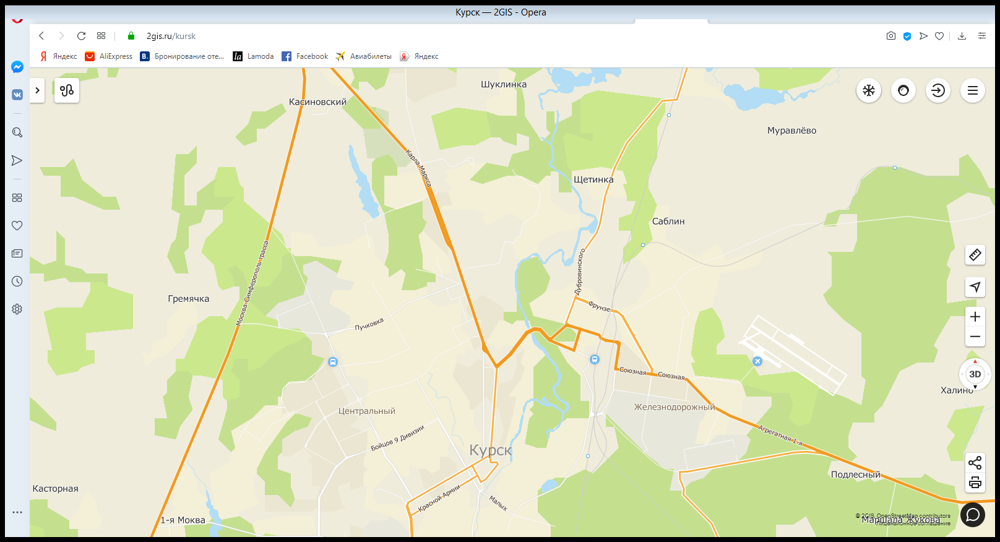 Курск — 2GIS - Opera
2gis.ru/kursk
Яндекс
AliExpress
Бронирование оте...
Lamoda
Facebook
Авиабилеты
Яндекс
Шуклинка
Касиновский
Муравлёво
Карла Маркса
Щетинка
Саблин
Москва-Симферополь трасса
Дубровинского
Гремячка
Фрунзе
Пучковка
Союзная
Союзная
3D
Халино
Центральный
Железнодорожный
Бойцов 9 Дивизии
Агрегатная 1-я
Курск
Подлесный
Касторная
Красной Армии
Малых
1-я Моква
© 2GIS, OpenStreetMap contributors
Маршала Жукова
Лицензионное соглашение